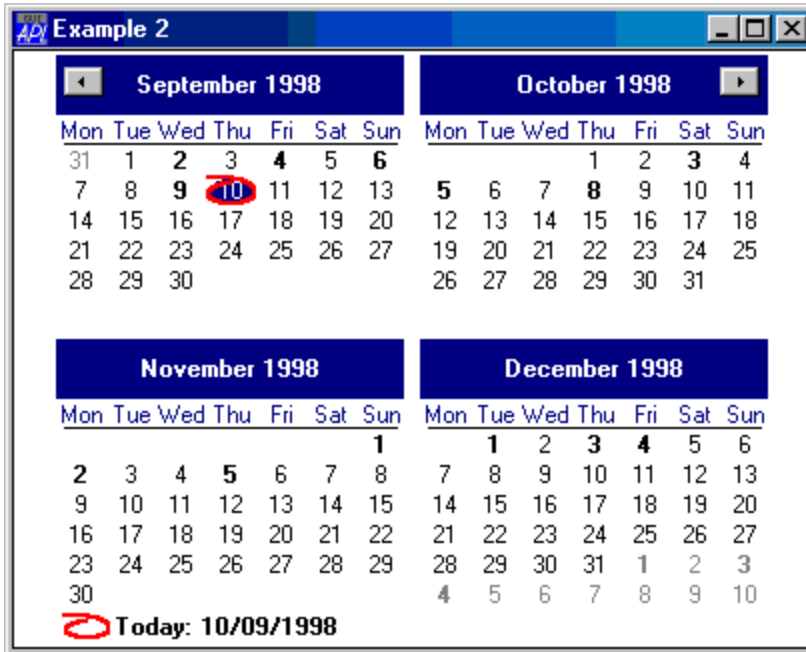 API Example 2
September 1998
Mon Tue Wed Thu Fri Sat Sun
31 1 2 3 4 5 6
7 8 9 10 11 12 13
14 15 16 17 18 19 20
21 22 23 24 25 26 27
28 29 30
October 1998
Mon Tue Wed Thu Fri Sat Sun
1 2 3 4
5 6 7 8 9 10 11
12 13 14 15 16 17 18
19 20 21 22 23 24 25
26 27 28 29 30 31
November 1998
Mon Tue Wed Thu Fri Sat Sun
1
2 3 4 5 6 7 8
9 10 11 12 13 14 15
16 17 18 19 20 21 22
23 24 25 26 27 28 29
30
December 1998
Mon Tue Wed Thu Fri Sat Sun
1 2 3 4 5 6
7 8 9 10 11 12 13
14 15 16 17 18 19 20
21 22 23 24 25 26 27
28 29 30 31 1 2 3
4 5 6 7 8 9 10
Today: 10/09/1998